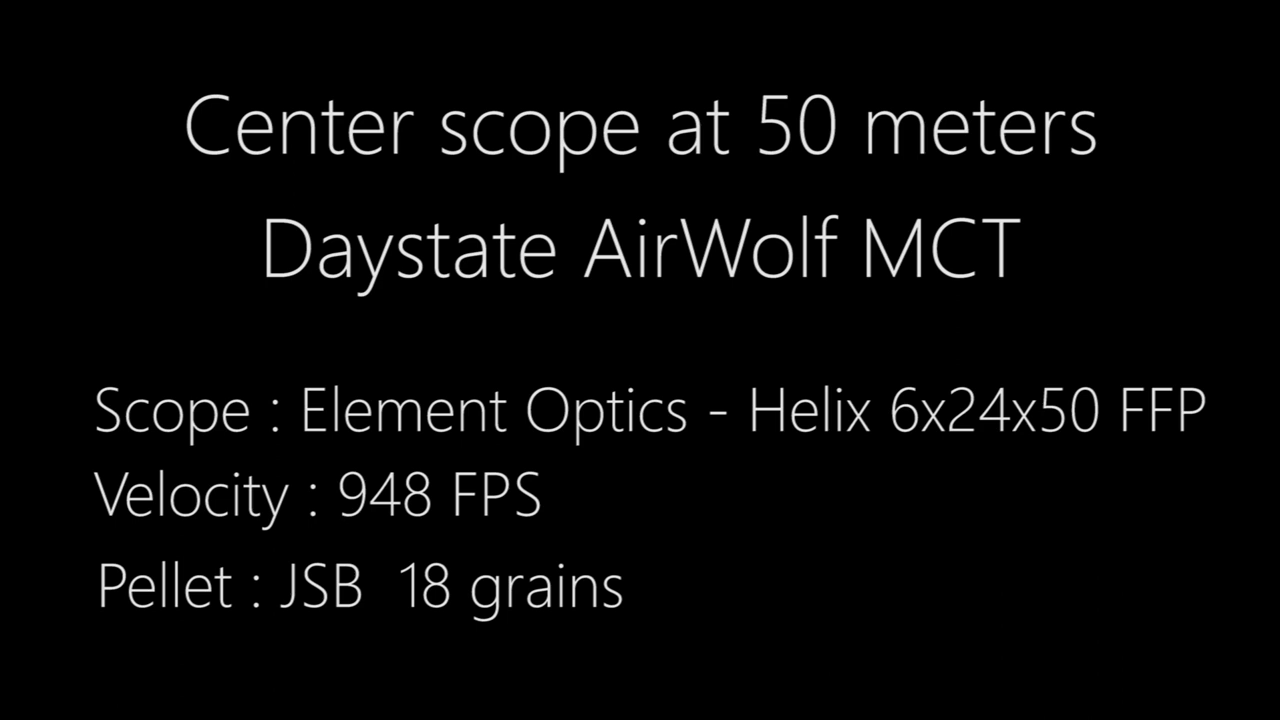 Center scope at 50 meters
Daystate AirWolf MCT
Scope : Element Optics - Helix 6x24x50 FFP
Velocity : 948 FPS
Pellet : JSB  18 grains